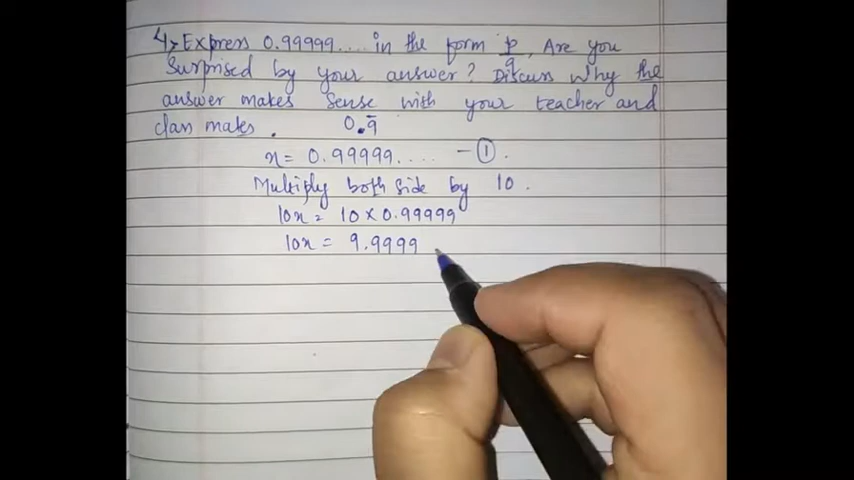 4> Express 0.99999.... in the form p/q. Are you
Surprised by your answer? Discuss why the
answer makes sense with your teacher and
class mates.
0.9̅
x = 0.99999.... - ①.
Multiply both side by 10.
10x = 10 × 0.99999
10x = 9.9999